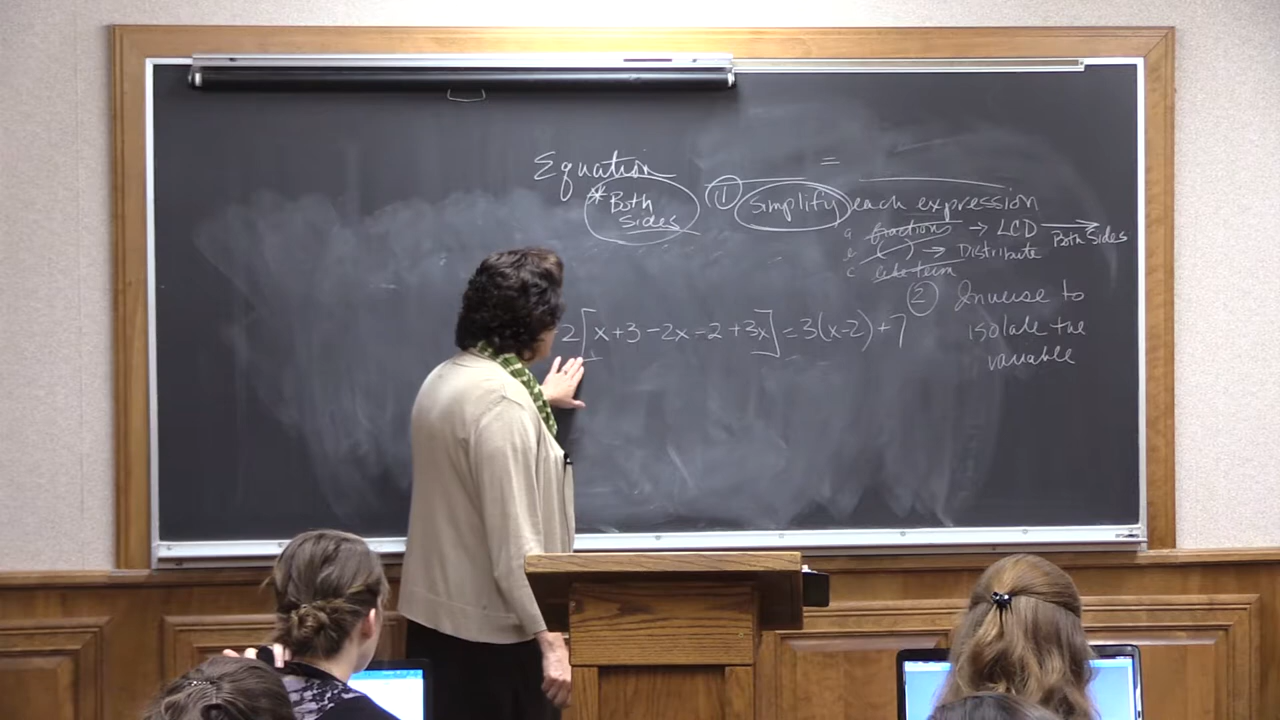 Equation =
* Both Sides
① Simplify each expression
a fractions → LCD → Both Sides
b ( ) → Distribute
c like term
② Inverse to
isolate the
variable
2[x+3-2x-2+3x]=3(x-2)+7